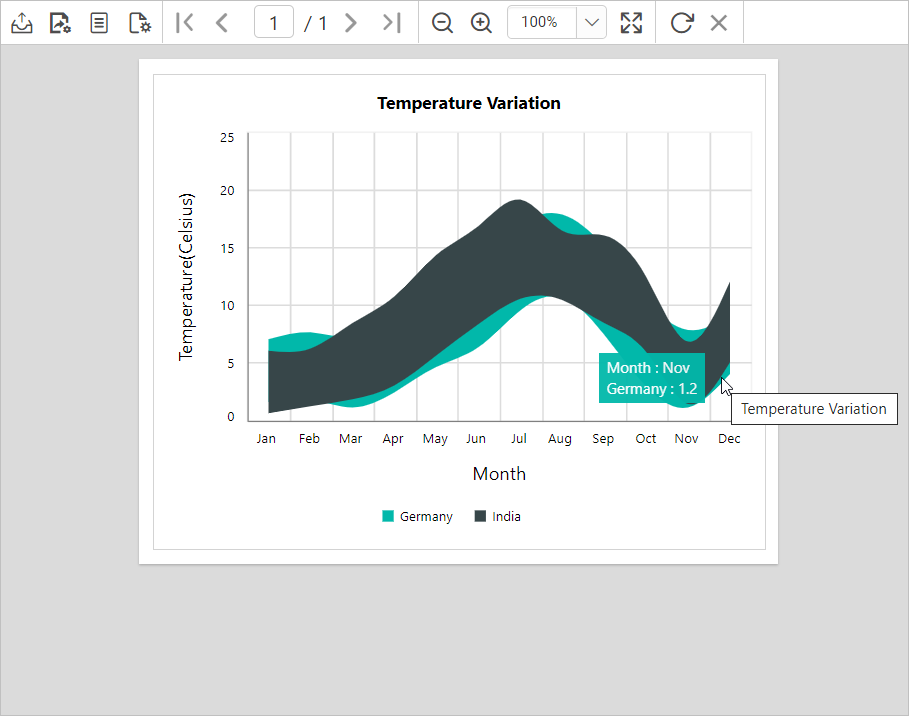 1 / 1 100%
Temperature Variation
25
20
15
10
5
0
Temperature(Celsius)
Month : Nov
Germany : 1.2
Temperature Variation
Jan Feb Mar Apr May Jun Jul Aug Sep Oct Nov Dec
Month
Germany India